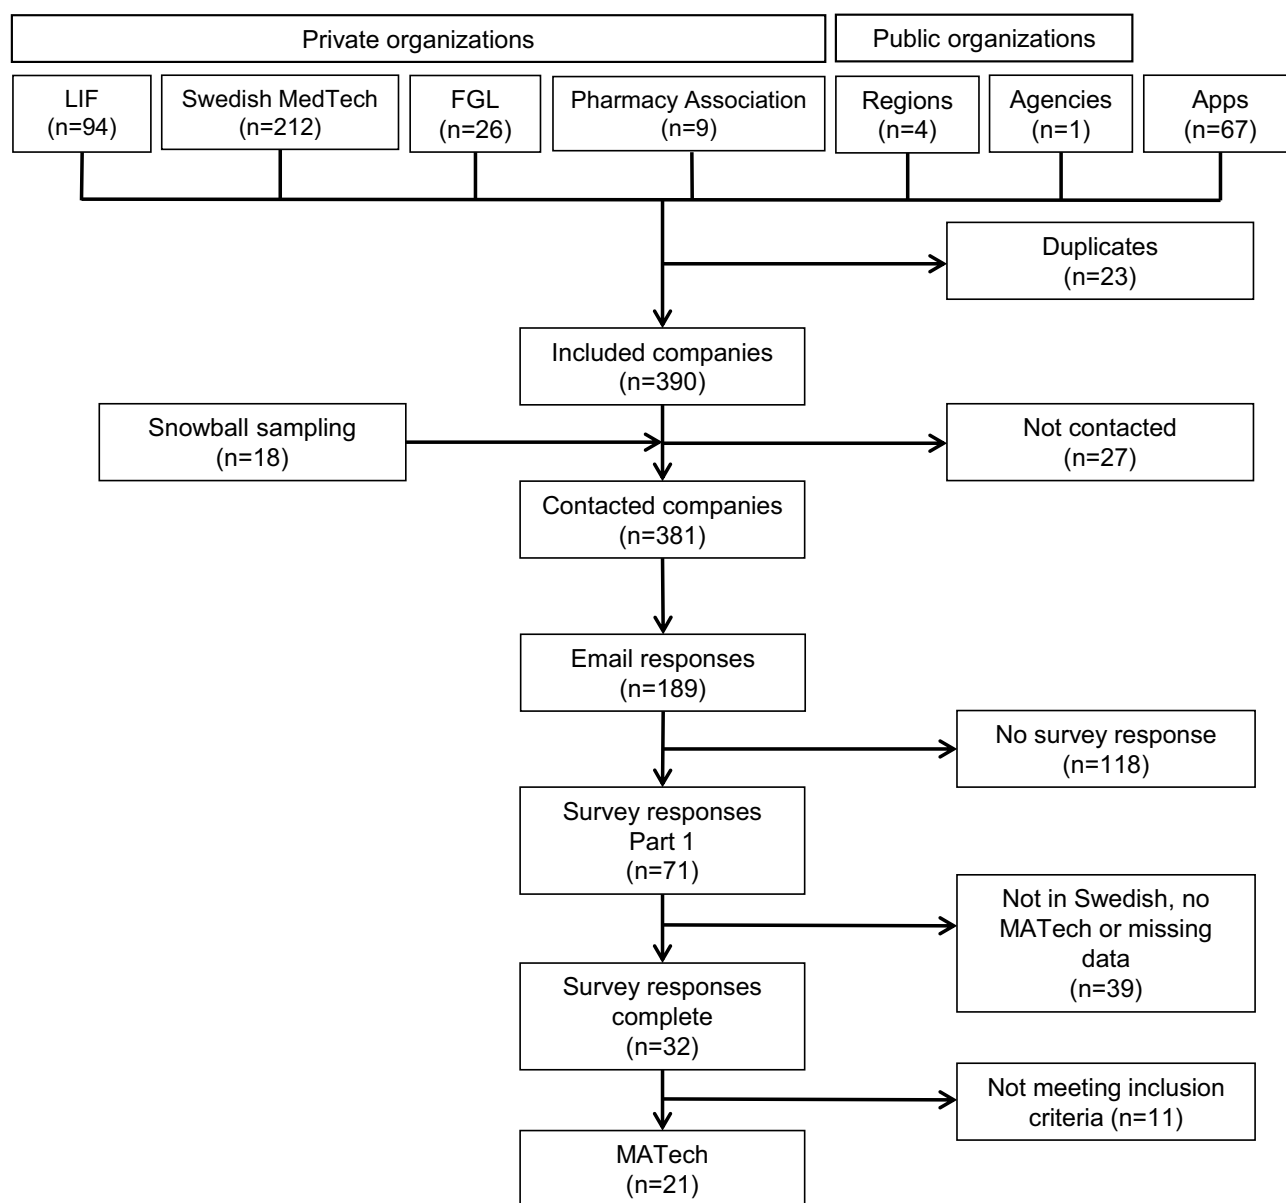 Private organizations
Public organizations
LIF
(n=94)
Swedish MedTech
(n=212)
FGL
(n=26)
Pharmacy Association
(n=9)
Regions
(n=4)
Agencies
(n=1)
Apps
(n=67)
Duplicates
(n=23)
Included companies
(n=390)
Snowball sampling
(n=18)
Not contacted
(n=27)
Contacted companies
(n=381)
Email responses
(n=189)
No survey response
(n=118)
Survey responses
Part 1
(n=71)
Not in Swedish, no
MATech or missing
data
(n=39)
Survey responses
complete
(n=32)
Not meeting inclusion
criteria (n=11)
MATech
(n=21)